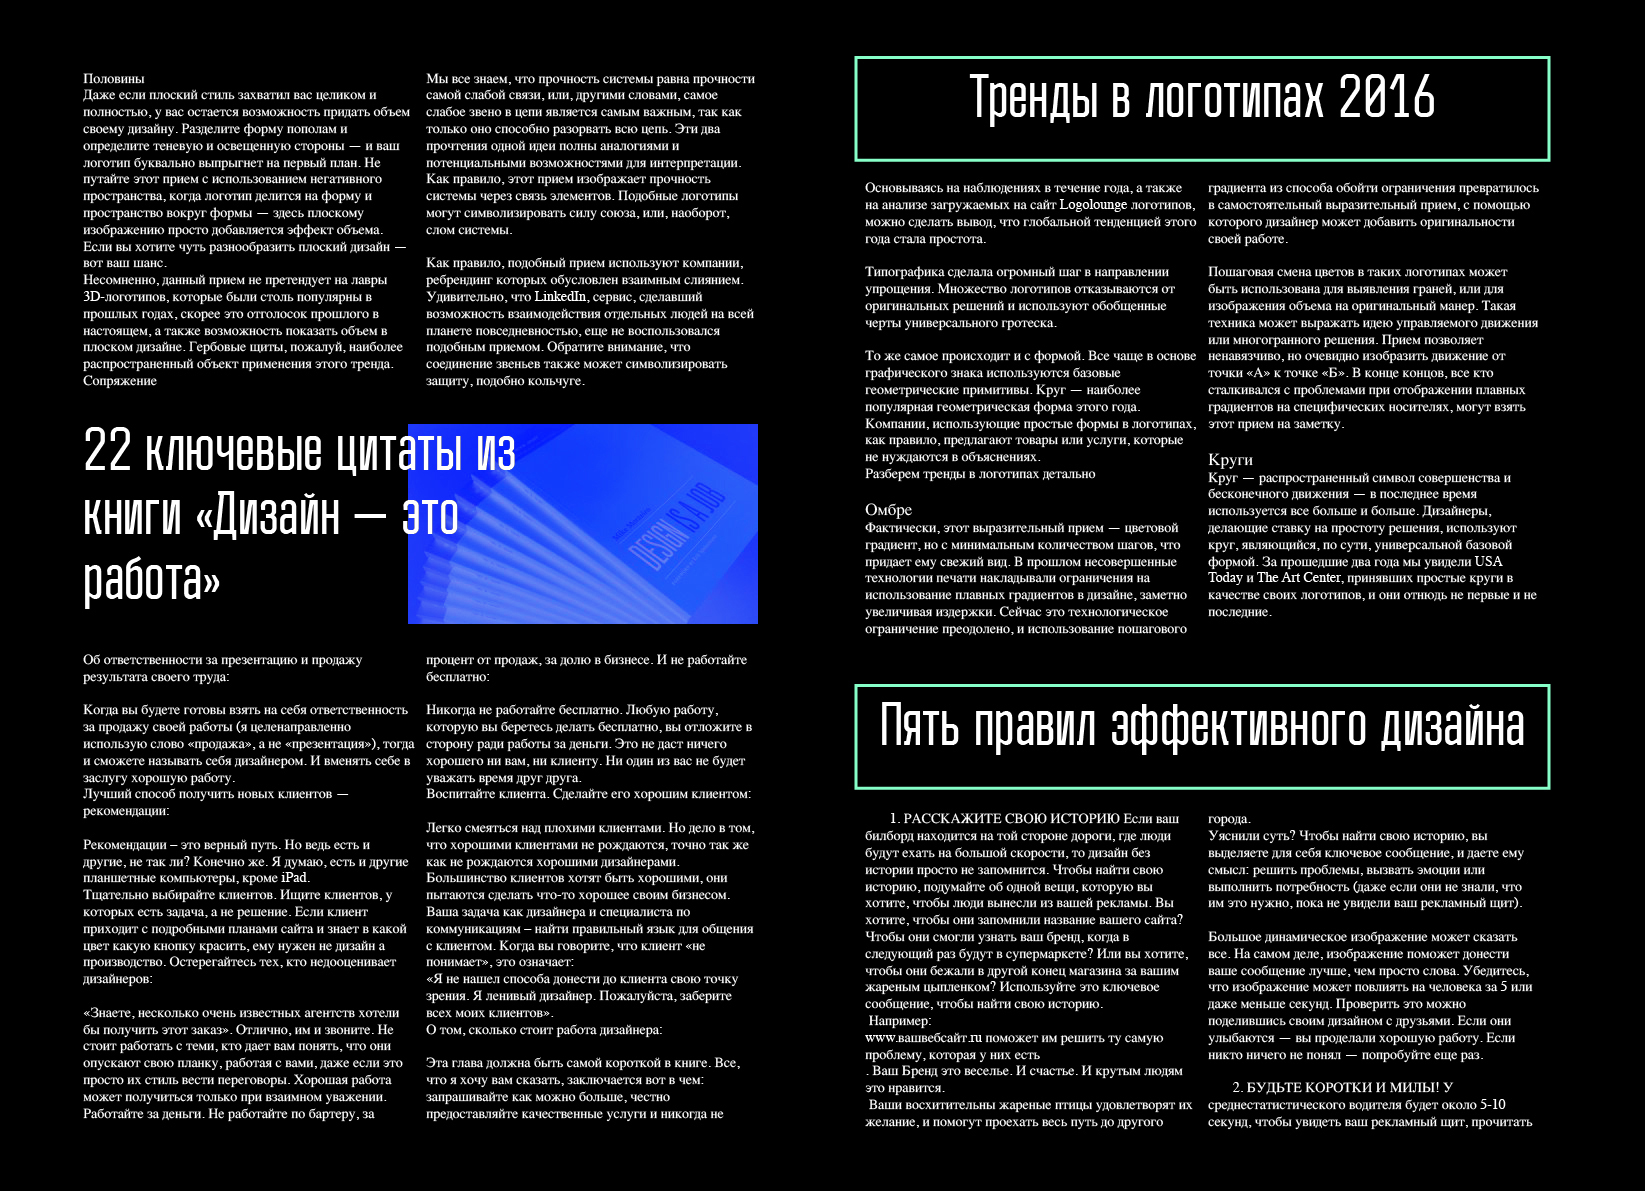 Половины
Даже если плоский стиль захватил вас целиком и
полностью, у вас остается возможность придать объем
своему дизайну. Разделите форму пополам и
определите теневую и освещенную стороны — и ваш
логотип буквально выпрыгнет на первый план. Не
путайте этот прием с использованием негативного
пространства, когда логотип делится на форму и
пространство вокруг формы — здесь плоскому
изображению просто добавляется эффект объема.
Если вы хотите чуть разнообразить плоский дизайн —
вот ваш шанс.
Несомненно, данный прием не претендует на лавры
3D-логотипов, которые были столь популярны в
прошлых годах, скорее это отголосок прошлого в
настоящем, а также возможность показать объем в
плоском дизайне. Гербовые щиты, пожалуй, наиболее
распространенный объект применения этого тренда.
Сопряжение
Мы все знаем, что прочность системы равна прочности
самой слабой связи, или, другими словами, самое
слабое звено в цепи является самым важным, так как
только оно способно разорвать всю цепь. Эти два
прочтения одной идеи полны аналогиями и
потенциальными возможностями для интерпретации.
Как правило, этот прием изображает прочность
системы через связь элементов. Подобные логотипы
могут символизировать силу союза, или, наоборот,
слом системы.
Как правило, подобный прием используют компании,
ребрендинг которых обусловлен взаимным слиянием.
Удивительно, что LinkedIn, сервис, сделавший
возможность взаимодействия отдельных людей на всей
планете повседневностью, еще не воспользовался
подобным приемом. Обратите внимание, что
соединение звеньев также может символизировать
защиту, подобно кольчуге.
22 ключевые цитаты из
книги «Дизайн — это
работа»
DESIGN IS A JOB
Об ответственности за презентацию и продажу
результата своего труда:
Когда вы будете готовы взять на себя ответственность
за продажу своей работы (я целенаправленно
использую слово «продажа», а не «презентация»), тогда
и сможете называть себя дизайнером. И вменять себе в
заслугу хорошую работу.
Лучший способ получить новых клиентов —
рекомендации:
Рекомендации – это верный путь. Но ведь есть и
другие, не так ли? Конечно же. Я думаю, есть и другие
планшетные компьютеры, кроме iPad.
Тщательно выбирайте клиентов. Ищите клиентов, у
которых есть задача, а не решение. Если клиент
приходит с подробными планами сайта и знает в какой
цвет какую кнопку красить, ему нужен не дизайн а
производство. Остерегайтесь тех, кто недооценивает
дизайнеров:
«Знаете, несколько очень известных агентств хотели
бы получить этот заказ». Отлично, им и звоните. Не
стоит работать с теми, кто дает вам понять, что они
опускают свою планку, работая с вами, даже если это
просто их стиль вести переговоры. Хорошая работа
может получиться только при взаимном уважении.
Работайте за деньги. Не работайте по бартеру, за
процент от продаж, за долю в бизнесе. И не работайте
бесплатно:
Никогда не работайте бесплатно. Любую работу,
которую вы беретесь делать бесплатно, вы отложите в
сторону ради работы за деньги. Это не даст ничего
хорошего ни вам, ни клиенту. Ни один из вас не будет
уважать время друг друга.
Воспитайте клиента. Сделайте его хорошим клиентом:
Легко смеяться над плохими клиентами. Но дело в том,
что хорошими клиентами не рождаются, точно так же
как не рождаются хорошими дизайнерами.
Большинство клиентов хотят быть хорошими, они
пытаются сделать что-то хорошее своим бизнесом.
Ваша задача как дизайнера и специалиста по
коммуникациям – найти правильный язык для общения
с клиентом. Когда вы говорите, что клиент «не
понимает», это означает:
«Я не нашел способа донести до клиента свою точку
зрения. Я ленивый дизайнер. Пожалуйста, заберите
всех моих клиентов».
О том, сколько стоит работа дизайнера:
Эта глава должна быть самой короткой в книге. Все,
что я хочу вам сказать, заключается вот в чем:
запрашивайте как можно больше, честно
предоставляйте качественные услуги и никогда не
Тренды в логотипах 2016
Основываясь на наблюдениях в течение года, а также
на анализе загружаемых на сайт Logolounge логотипов,
можно сделать вывод, что глобальной тенденцией этого
года стала простота.
Типографика сделала огромный шаг в направлении
упрощения. Множество логотипов отказываются от
оригинальных решений и используют обобщенные
черты универсального гротеска.
То же самое происходит и с формой. Все чаще в основе
графического знака используются базовые
геометрические примитивы. Круг — наиболее
популярная геометрическая форма этого года.
Компании, использующие простые формы в логотипах,
как правило, предлагают товары или услуги, которые
не нуждаются в объяснениях.
Разберем тренды в логотипах детально
Омбре
Фактически, этот выразительный прием — цветовой
градиент, но с минимальным количеством шагов, что
придает ему свежий вид. В прошлом несовершенные
технологии печати накладывали ограничения на
использование плавных градиентов в дизайне, заметно
увеличивая издержки. Сейчас это технологическое
ограничение преодолено, и использование пошагового
градиента из способа обойти ограничения превратилось
в самостоятельный выразительный прием, с помощью
которого дизайнер может добавить оригинальности
своей работе.
Пошаговая смена цветов в таких логотипах может
быть использована для выявления граней, или для
изображения объема на оригинальный манер. Такая
техника может выражать идею управляемого движения
или многогранного решения. Прием позволяет
ненавязчиво, но очевидно изобразить движение от
точки «А» к точке «Б». В конце концов, все кто
сталкивался с проблемами при отображении плавных
градиентов на специфических носителях, могут взять
этот прием на заметку.
Круги
Круг — распространенный символ совершенства и
бесконечного движения — в последнее время
используется все больше и больше. Дизайнеры,
делающие ставку на простоту решения, используют
круг, являющийся, по сути, универсальной базовой
формой. За прошедшие два года мы увидели USA
Today и The Art Center, принявших простые круги в
качестве своих логотипов, и они отнюдь не первые и не
последние.
Пять правил эффективного дизайна
1. РАССКАЖИТЕ СВОЮ ИСТОРИЮ Если ваш
билборд находится на той стороне дороги, где люди
будут ехать на большой скорости, то дизайн без
истории просто не запомнится. Чтобы найти свою
историю, подумайте об одной вещи, которую вы
хотите, чтобы люди вынесли из вашей рекламы. Вы
хотите, чтобы они запомнили название вашего сайта?
Чтобы они смогли узнать ваш бренд, когда в
следующий раз будут в супермаркете? Или вы хотите,
чтобы они бежали в другой конец магазина за вашим
жареным цыпленком? Используйте это ключевое
сообщение, чтобы найти свою историю.
Например:
www.вашвебсайт.ru поможет им решить ту самую
проблему, которая у них есть
. Ваш Бренд это веселье. И счастье. И крутым людям
это нравится.
Ваши восхитительны жареные птицы удовлетворят их
желание, и помогут проехать весь путь до другого
города.
Уяснили суть? Чтобы найти свою историю, вы
выделяете для себя ключевое сообщение, и даете ему
смысл: решить проблемы, вызвать эмоции или
выполнить потребность (даже если они не знали, что
им это нужно, пока не увидели ваш рекламный щит).
Большое динамическое изображение может сказать
все. На самом деле, изображение поможет донести
ваше сообщение лучше, чем просто слова. Убедитесь,
что изображение может повлиять на человека за 5 или
даже меньше секунд. Проверить это можно
поделившись своим дизайном с друзьями. Если они
улыбаются — вы проделали хорошую работу. Если
никто ничего не понял — попробуйте еще раз.
2. БУДЬТЕ КОРОТКИ И МИЛЫ! У
среднестатистического водителя будет около 5-10
секунд, чтобы увидеть ваш рекламный щит, прочитать